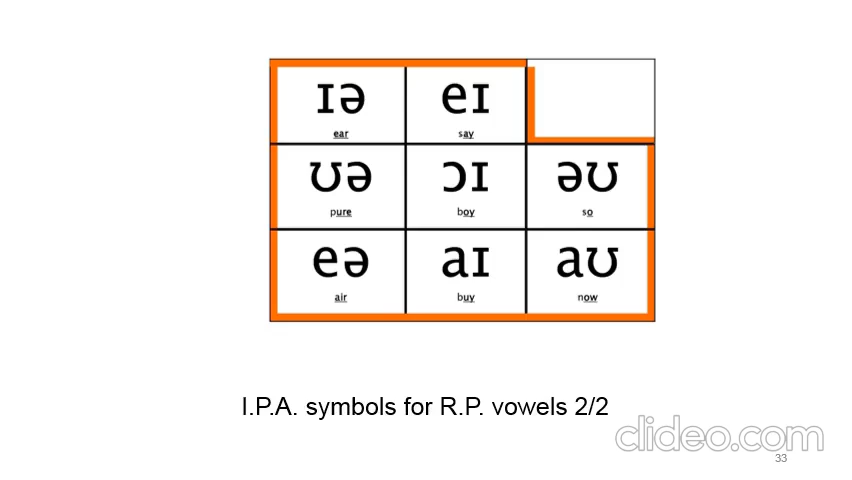 ɪə eɪ
ear say
ʊə ɔɪ əʊ
pure boy so
eə aɪ aʊ
air buy now
I.P.A. symbols for R.P. vowels 2/2
clideo.com
33